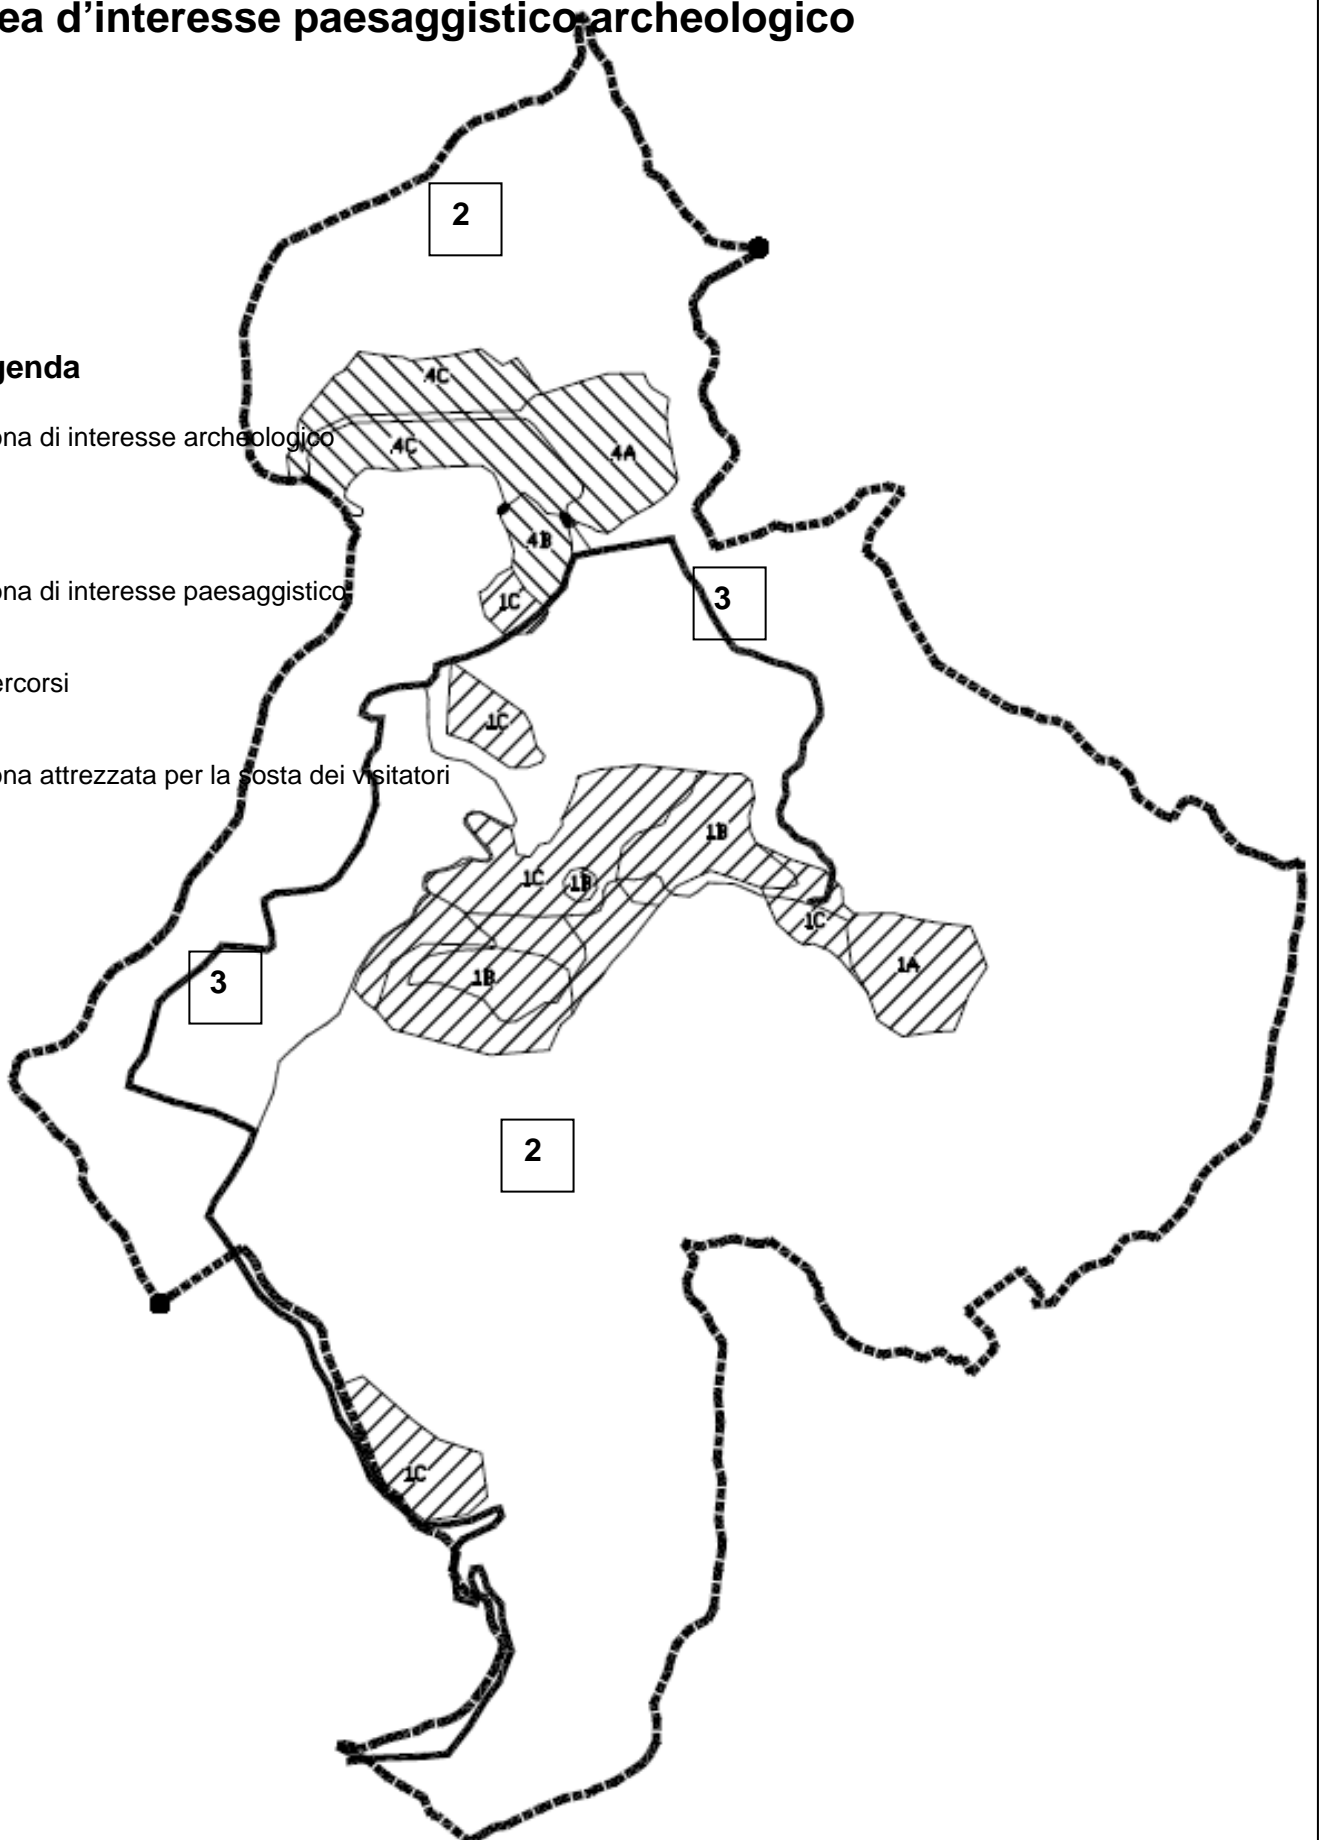 ea d’interesse paesaggistico archeologico
2
genda
4C
ona di interesse archeologico
4C
4A
4B
ona di interesse paesaggistico
1C
3
ercorsi
1C
ona attrezzata per la sosta dei visitatori
1B
1C
1B
1C
1A
3
1B
2
1C